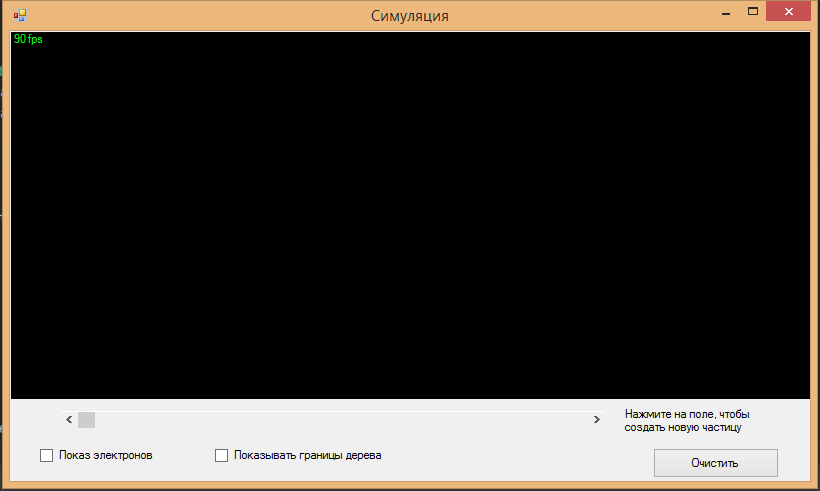 Симуляция
90 fps
Нажмите на поле, чтобы
создать новую частицу
Показ электронов
Показывать границы дерева
Очистить